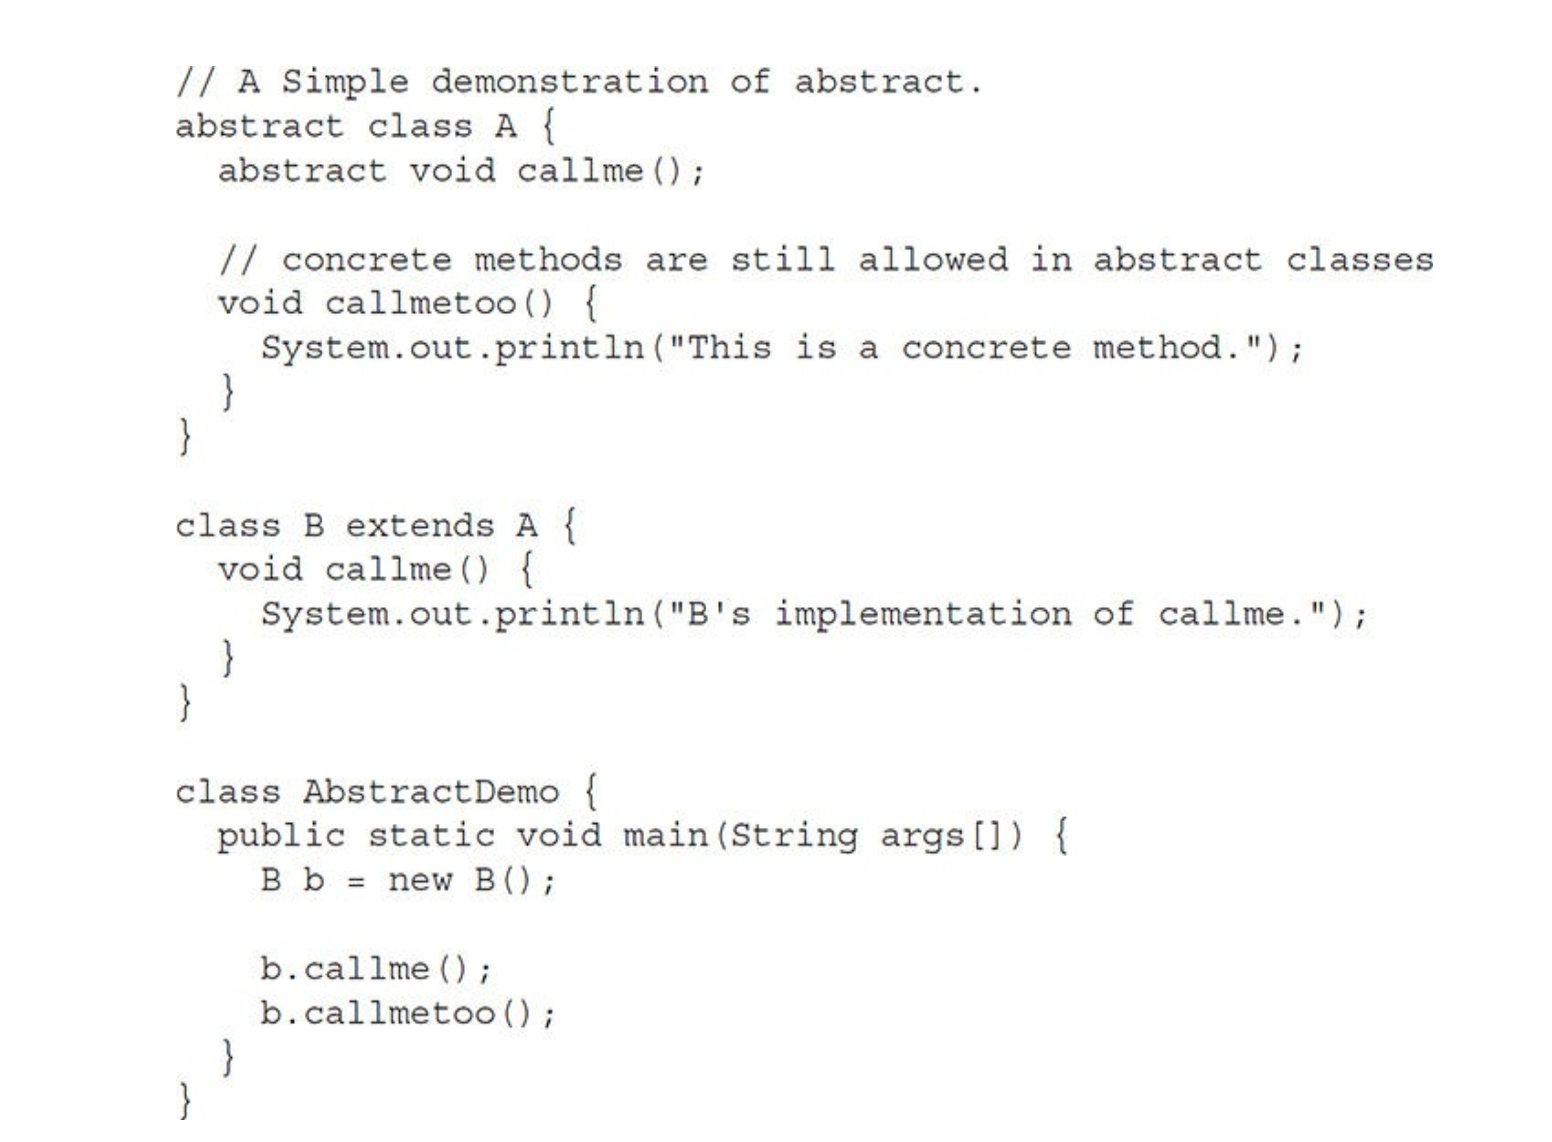 // A Simple demonstration of abstract.
abstract class A {
  abstract void callme();

  // concrete methods are still allowed in abstract classes
  void callmetoo() {
    System.out.println("This is a concrete method.");
  }
}

class B extends A {
  void callme() {
    System.out.println("B's implementation of callme.");
  }
}

class AbstractDemo {
  public static void main(String args[]) {
    B b = new B();

    b.callme();
    b.callmetoo();
  }
}